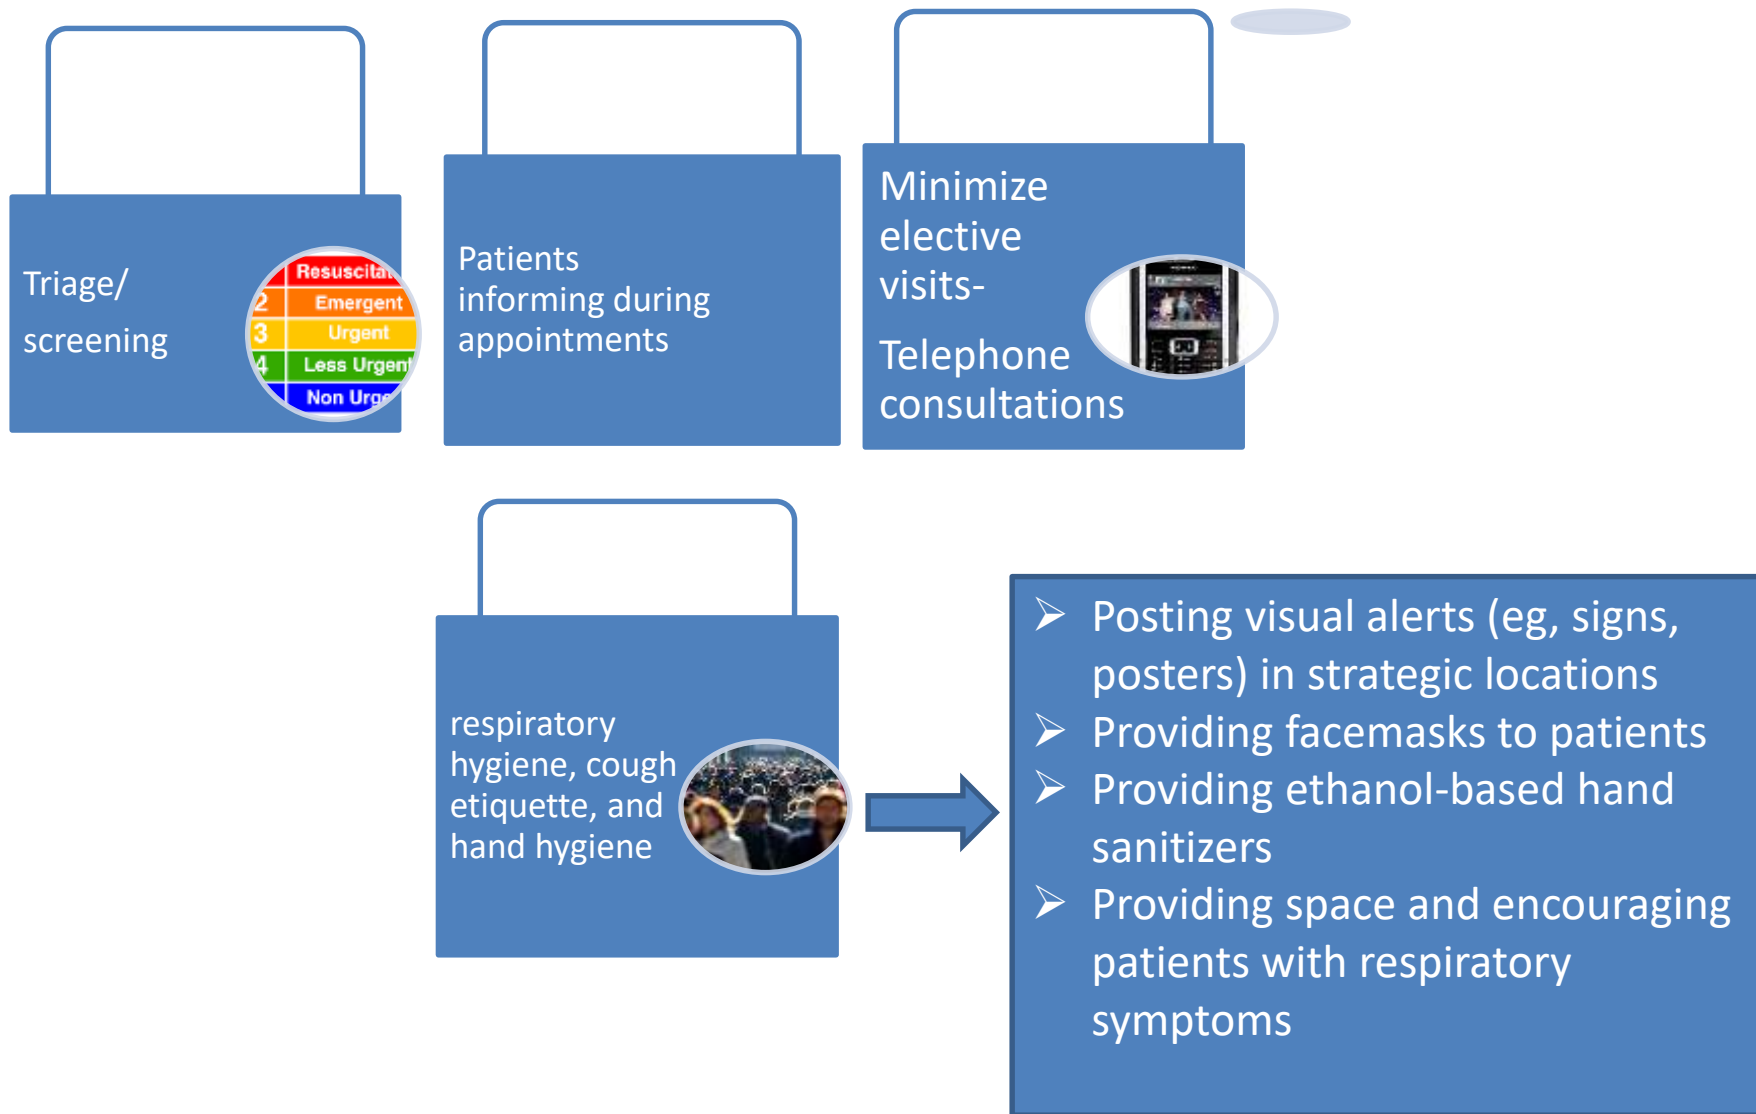 Triage/
screening
Resuscitat
2 Emergent
3 Urgent
4 Less Urgent
Non Urge
Patients
informing during
appointments
Minimize
elective
visits-
Telephone
consultations
respiratory
hygiene, cough
etiquette, and
hand hygiene
➢ Posting visual alerts (eg, signs,
posters) in strategic locations
➢ Providing facemasks to patients
➢ Providing ethanol-based hand
sanitizers
➢ Providing space and encouraging
patients with respiratory
symptoms